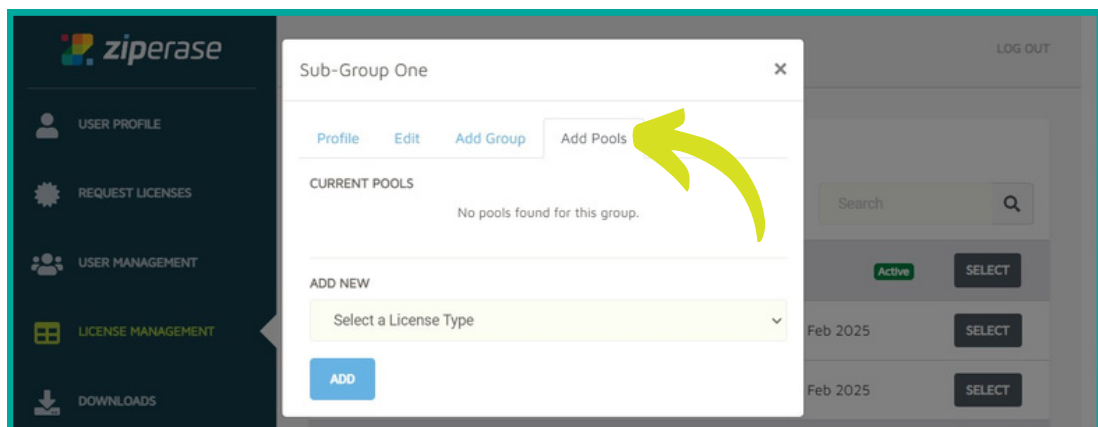 ziperase
USER PROFILE
REQUEST LICENSES
USER MANAGEMENT
LICENSE MANAGEMENT
DOWNLOADS
LOG OUT
Sub-Group One ×
Profile Edit Add Group Add Pools
CURRENT POOLS
No pools found for this group.
ADD NEW
Select a License Type
ADD
Search
Active SELECT
Feb 2025 SELECT
Feb 2025 SELECT